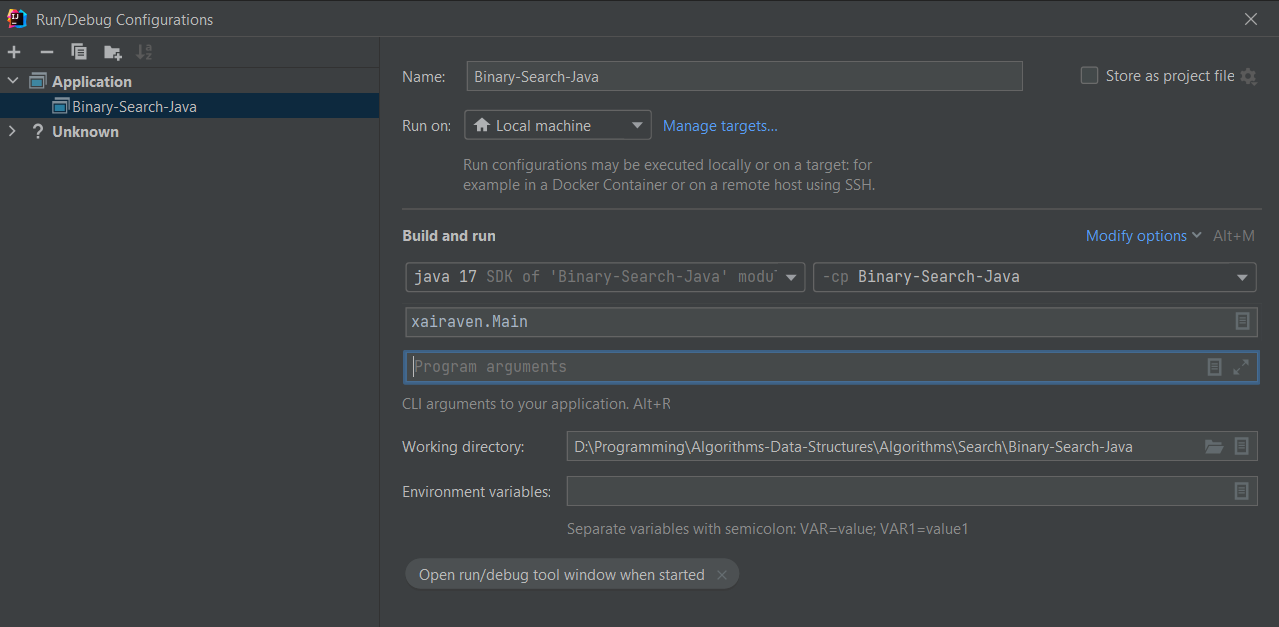 Run/Debug Configurations
Application
Binary-Search-Java
? Unknown
Name: Binary-Search-Java
Store as project file
Run on: Local machine Manage targets...
Run configurations may be executed locally or on a target: for
example in a Docker Container or on a remote host using SSH.
Build and run
Modify options Alt+M
java 17 SDK of 'Binary-Search-Java' modul
-cp Binary-Search-Java
xairaven.Main
Program arguments
CLI arguments to your application. Alt+R
Working directory: D:\Programming\Algorithms-Data-Structures\Algorithms\Search\Binary-Search-Java
Environment variables:
Separate variables with semicolon: VAR=value; VAR1=value1
Open run/debug tool window when started